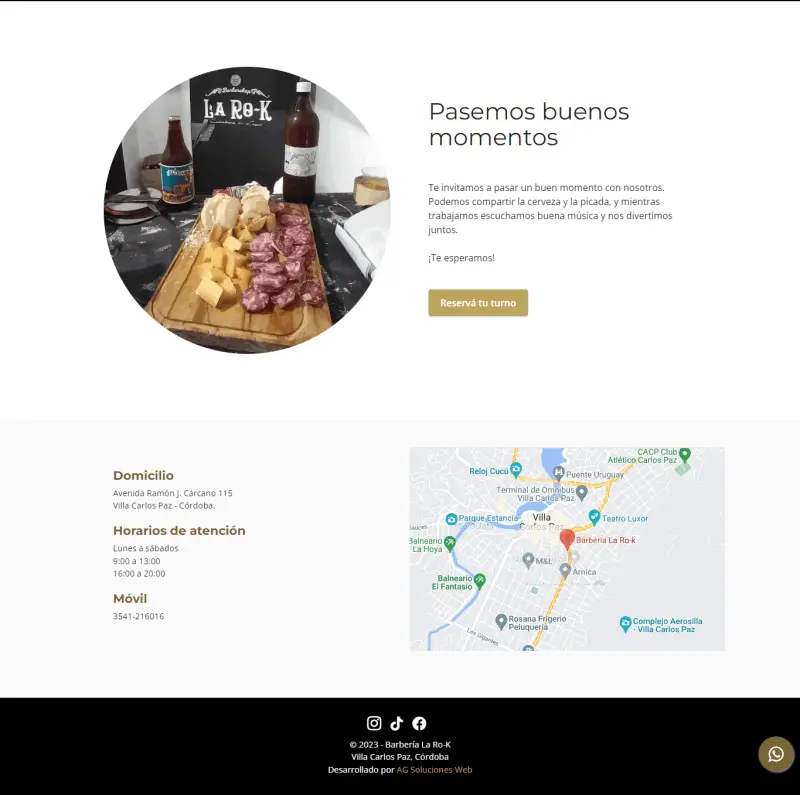 Barbershop
LA RO-K
Pasemos buenos
momentos
Te invitamos a pasar un buen momento con nosotros.
Podemos compartir la cerveza y la picada, y mientras
trabajamos escuchamos buena música y nos divertimos
juntos.
¡Te esperamos!
Reservá tu turno
Domicilio
Avenida Ramón J. Cárcano 115
Villa Carlos Paz - Córdoba.
Horarios de atención
Lunes a sábados
9:00 a 13:00
16:00 a 20:00
Móvil
3541-216016
CACP Club
Atlético Carlos Paz
Reloj Cucú
Puente Uruguay
Terminal de Ómnibus
Villa Carlos Paz
Parque Estancia
Villa
Carlos Paz
Teatro Luxor
Balneario
La Hoya
Barbería La Ro-k
M&L
Árnica
Balneario
El Fantasio
Rosana Frigerio
Peluquería
Complejo Aerosilla
- Villa Carlos Paz
Los Gigantes
© 2023 - Barbería La Ro-K
Villa Carlos Paz, Córdoba
Desarrollado por AG Soluciones Web